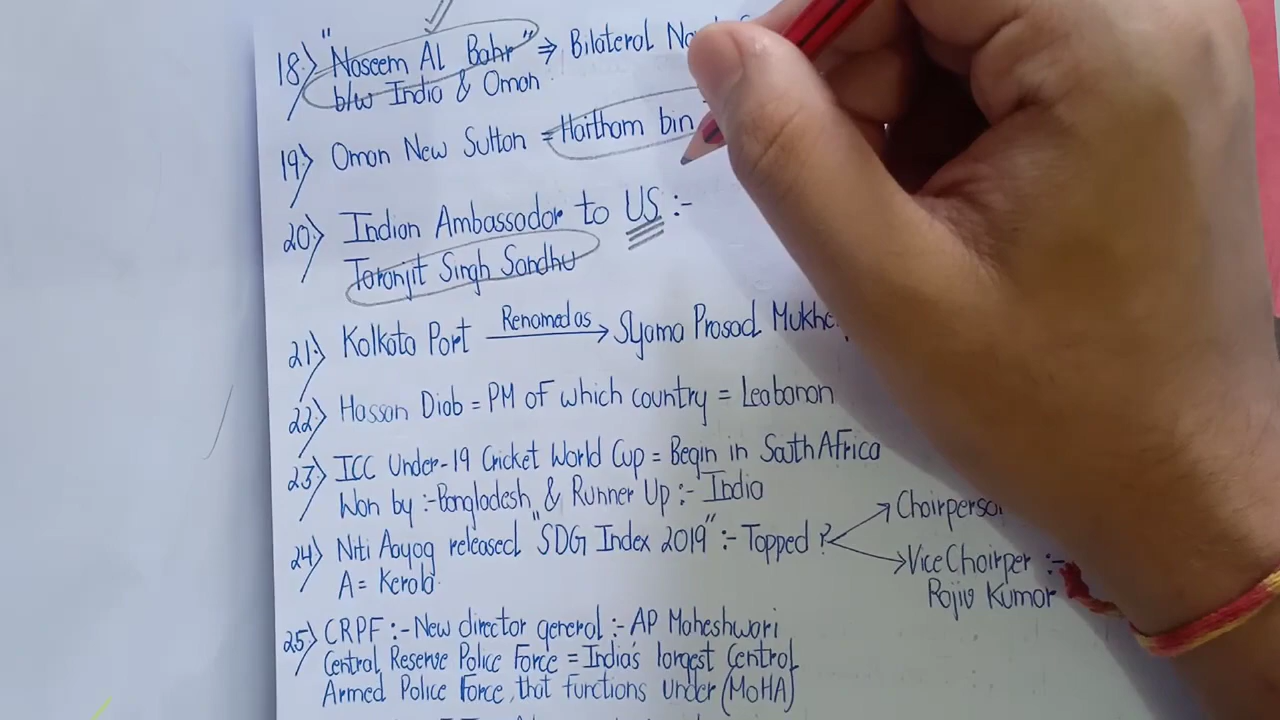 18) "Naseem Al Bahr" ⇒ Bilateral
b/w India & Oman
19) Oman New Sultan = Haitham bin
20) Indian Ambassador to US :-
Taranjit Singh Sandhu
21) Kolkata Port Renamed as → Syama Prasad
22) Hassan Diab = PM of which country = Leabanon
23) ICC Under-19 Cricket World Cup = Begin in South Africa
Won by :- Bangladesh & Runner Up :- India
24) Niti Aayog released "SDG Index 2019" :- Topped ? Chairperson
A = Kerala
Vice Chairper :-
Rajiv Kumar
25) CRPF :- New director general :- AP Maheshwari
Central Reserve Police Force = India's largest Central
Armed Police Force, that functions under (MoHA)